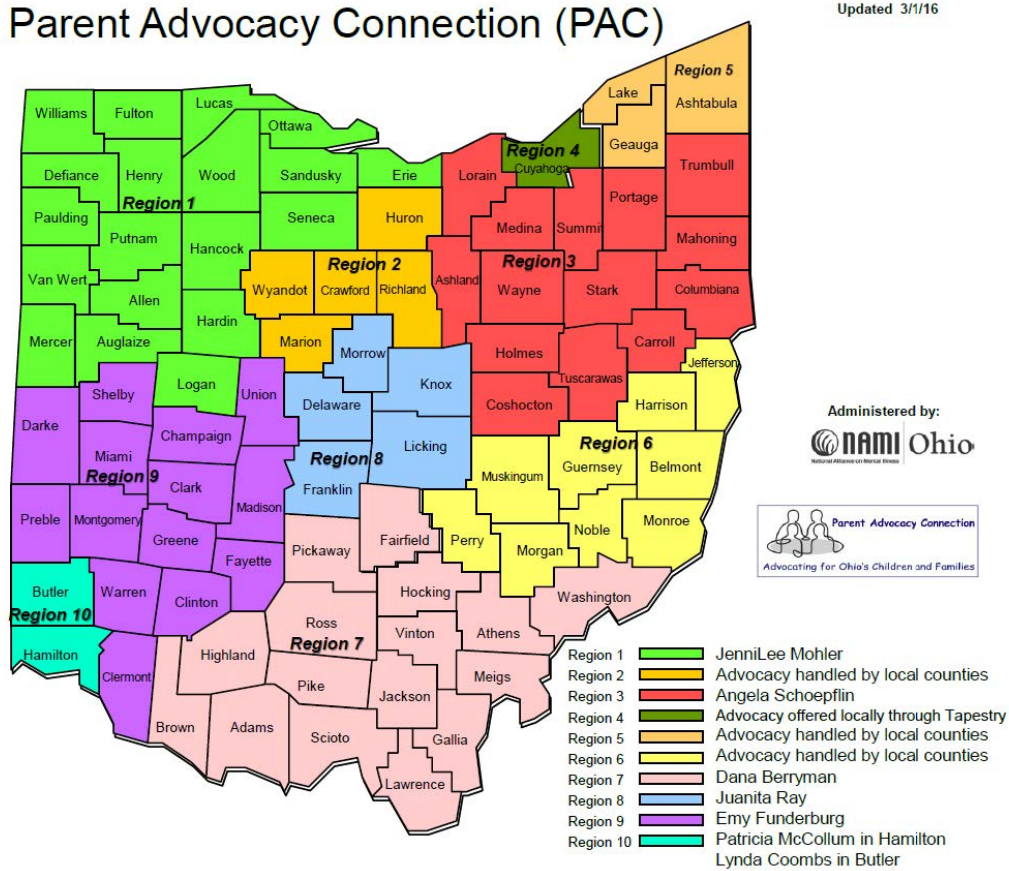 Parent Advocacy Connection (PAC)
Updated 3/1/16
Region 5
Lake
Ashtabula
Williams
Fulton
Lucas
Ottawa
Geauga
Region 4
Cuyahoga
Trumbull
Defiance
Henry
Wood
Sandusky
Erie
Lorain
Portage
Region 1
Paulding
Seneca
Huron
Medina
Summit
Putnam
Mahoning
Hancock
Region 2
Region 3
Van Wert
Wyandot
Crawford
Richland
Ashland
Wayne
Stark
Columbiana
Allen
Hardin
Mercer
Auglaize
Marion
Morrow
Holmes
Carroll
Jefferson
Tuscarawas
Logan
Knox
Shelby
Union
Delaware
Coshocton
Harrison
Darke
Champaign
Licking
Region 6
Miami
Region 8
Guernsey
Belmont
Region 9
Muskingum
Clark
Franklin
Madison
Preble
Montgomery
Monroe
Noble
Greene
Fairfield
Perry
Pickaway
Morgan
Fayette
Butler
Warren
Hocking
Clinton
Washington
Region 10
Ross
Vinton
Athens
Region 7
Hamilton
Highland
Clermont
Pike
Meigs
Jackson
Brown
Adams
Scioto
Gallia
Lawrence
Administered by:
NAMI Ohio
National Alliance on Mental Illness
Parent Advocacy Connection
Advocating for Ohio's Children and Families
Region 1 JenniLee Mohler
Region 2 Advocacy handled by local counties
Region 3 Angela Schoepflin
Region 4 Advocacy offered locally through Tapestry
Region 5 Advocacy handled by local counties
Region 6 Advocacy handled by local counties
Region 7 Dana Berryman
Region 8 Juanita Ray
Region 9 Emy Funderburg
Region 10 Patricia McCollum in Hamilton
Lynda Coombs in Butler